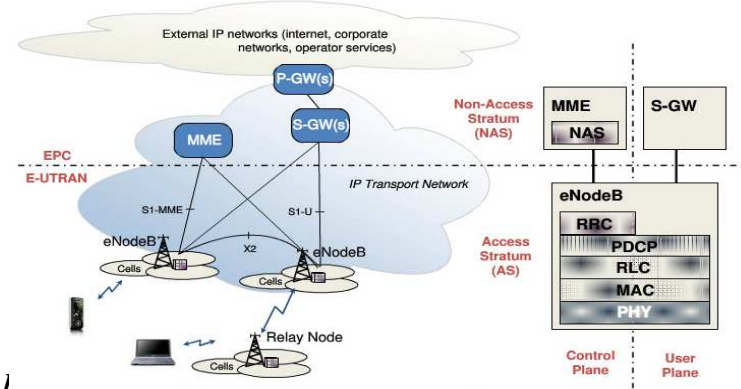 External IP networks (internet, corporate
networks, operator services)
P-GW(s)
S-GW(s)
MME
EPC
E-UTRAN
IP Transport Network
S1-MME
S1-U
X2
eNodeB
Cells
eNodeB
Cells
Relay Node
Cells
Non-Access
Stratum
(NAS)
MME
NAS
S-GW
Access
Stratum
(AS)
eNodeB
RRC
PDCP
RLC
MAC
PHY
Control
Plane
User
Plane